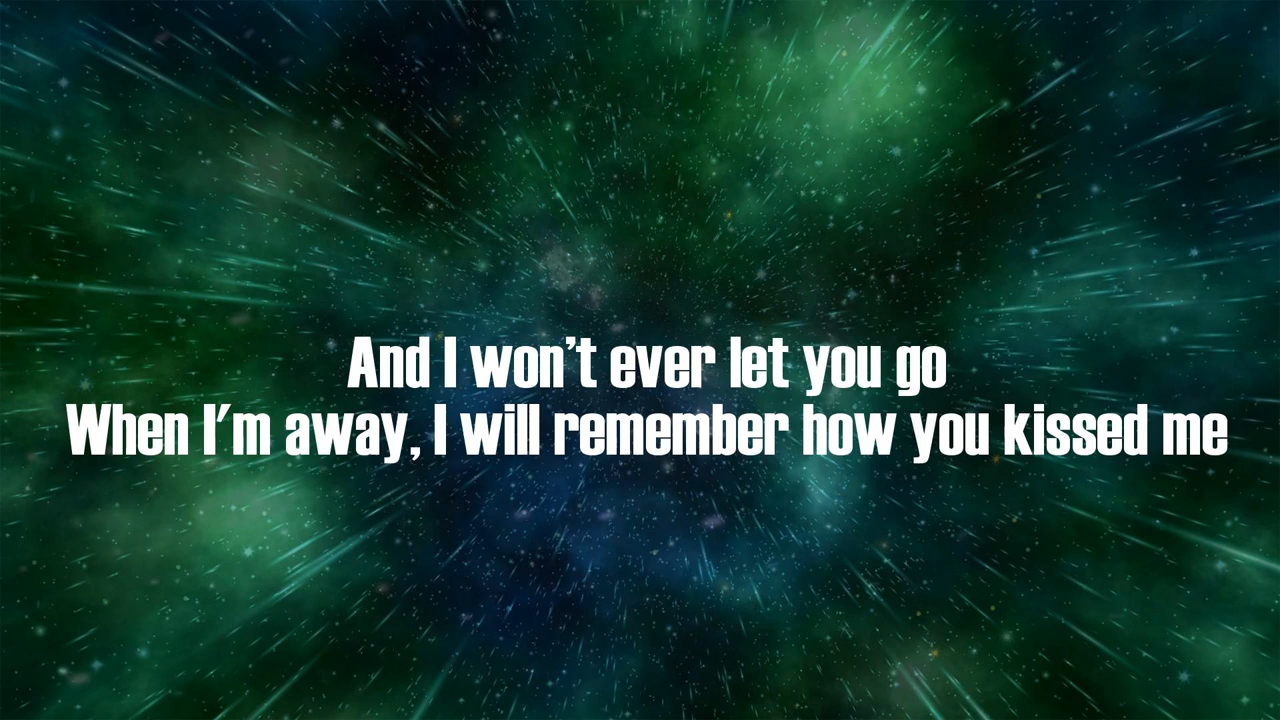 And I won’t ever let you go
When I'm away, I will remember how you kissed me